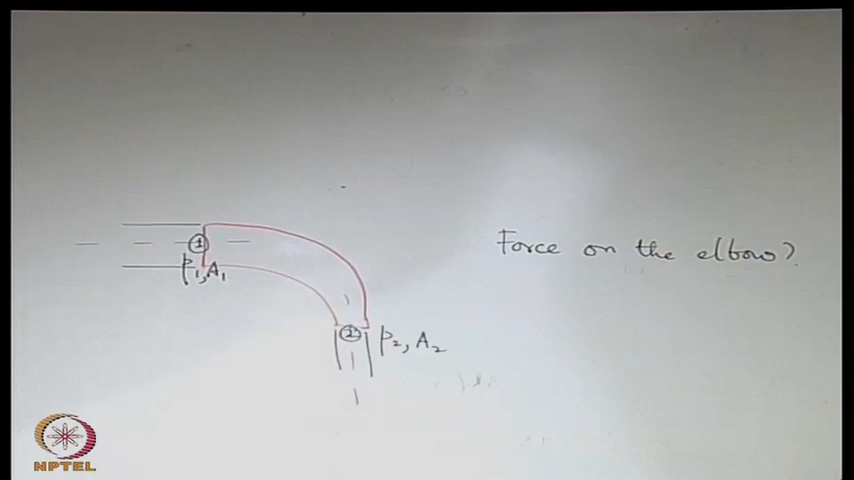 Force on the elbow?
①
p₁, A₁
②
p₂, A₂
NPTEL